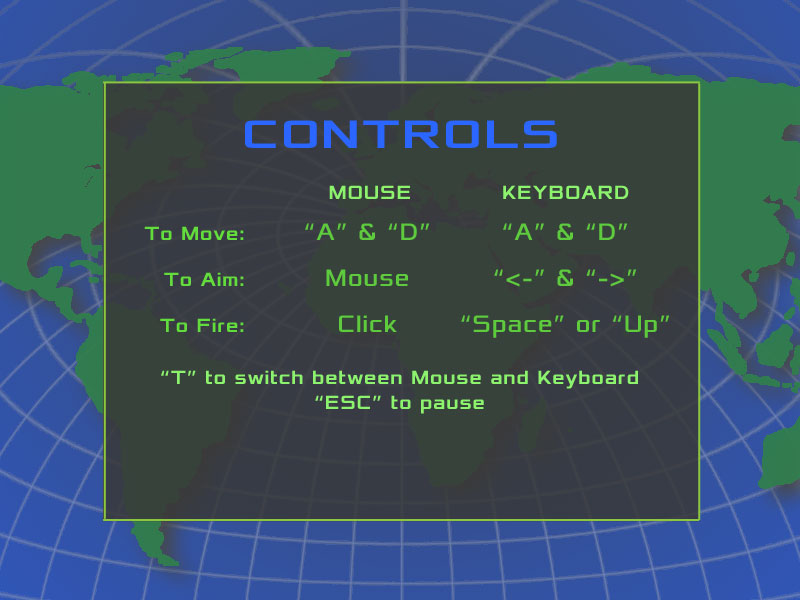 CONTROLS
MOUSE KEYBOARD
To Move: “A” & “D” “A” & “D”
To Aim: Mouse “<-” & “->”
To Fire: Click “Space” or “Up”
“T” to switch between Mouse and Keyboard
“ESC” to pause